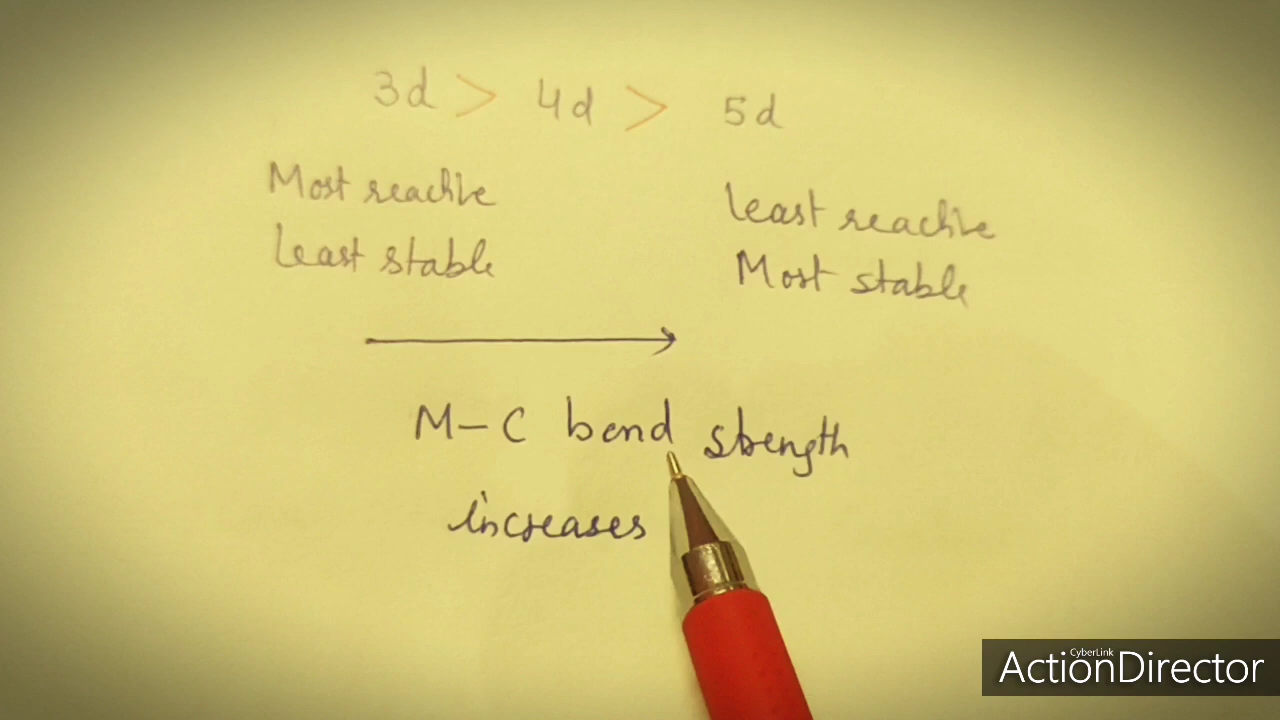 3d > 4d > 5d
Most reactive
Least stable
least reactive
Most stable
M-C bond strength
increases
CyberLink
ActionDirector